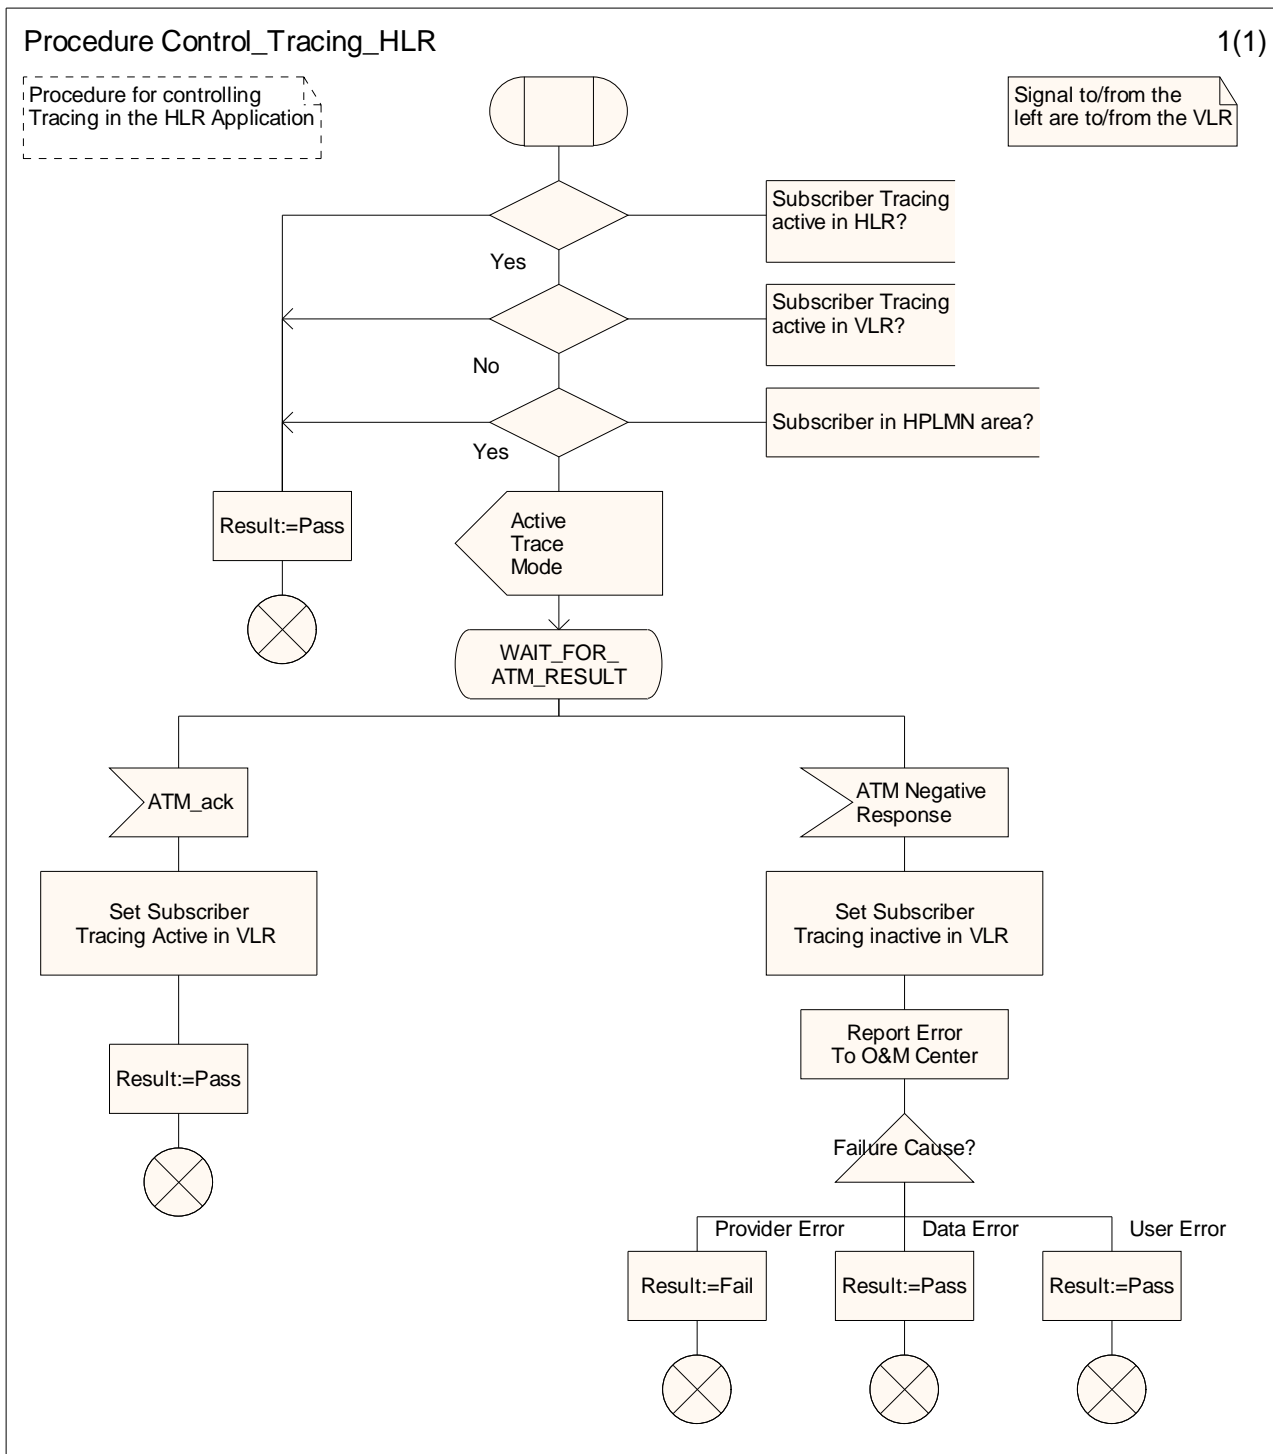 Procedure Control_Tracing_HLR
1(1)
Procedure for controlling
Tracing in the HLR Application
Signal to/from the
left are to/from the VLR
Subscriber Tracing
active in HLR?
Yes
Subscriber Tracing
active in VLR?
No
Subscriber in HPLMN area?
Yes
Result:=Pass
Active
Trace
Mode
WAIT_FOR_
ATM_RESULT
ATM_ack
ATM Negative
Response
Set Subscriber
Tracing Active in VLR
Set Subscriber
Tracing inactive in VLR
Report Error
To O&M Center
Result:=Pass
Failure Cause?
Provider Error
Data Error
User Error
Result:=Fail
Result:=Pass
Result:=Pass